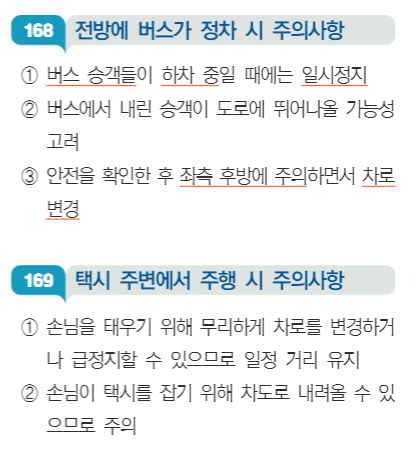 168 전방에 버스가 정차 시 주의사항
① 버스 승객들이 하차 중일 때에는 일시정지
② 버스에서 내린 승객이 도로에 뛰어나올 가능성
고려
③ 안전을 확인한 후 좌측 후방에 주의하면서 차로
변경
169 택시 주변에서 주행 시 주의사항
① 손님을 태우기 위해 무리하게 차로를 변경하거
나 급정지할 수 있으므로 일정 거리 유지
② 손님이 택시를 잡기 위해 차도로 내려올 수 있
으므로 주의